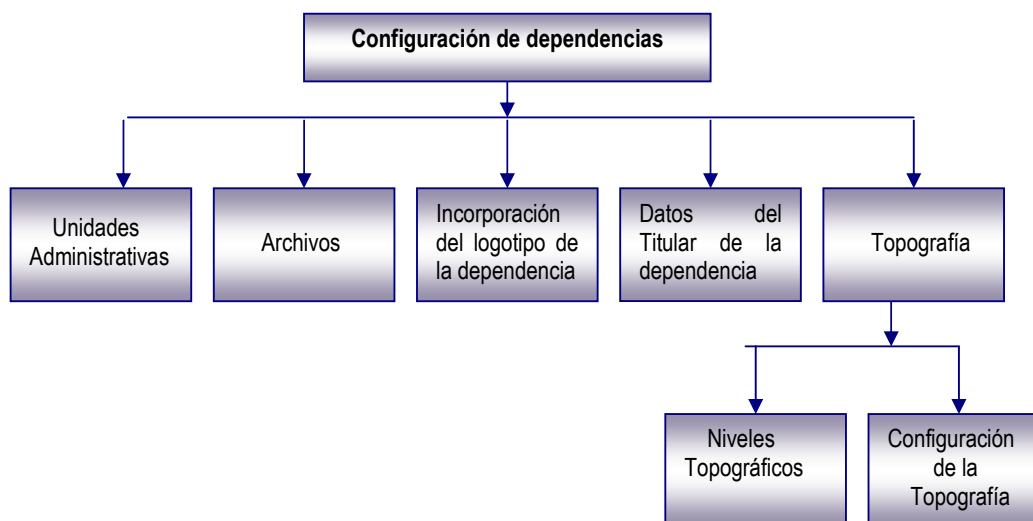 Configuración de dependencias
Unidades
Administrativas
Archivos
Incorporación
del logotipo de
la dependencia
Datos del
Titular de la
dependencia
Topografía
Niveles
Topográficos
Configuración
de la
Topografía